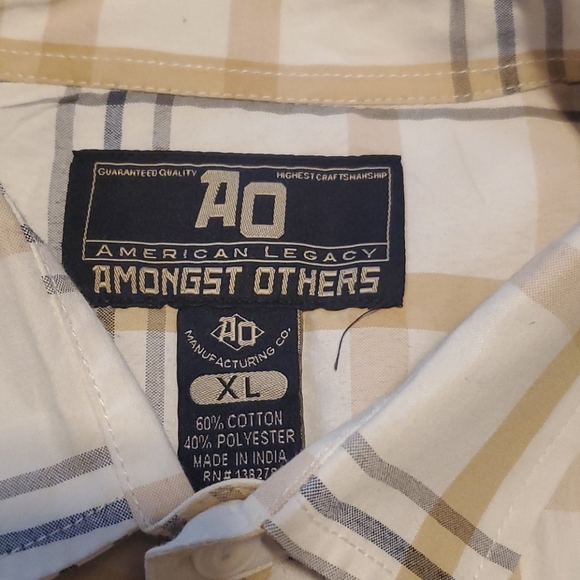 GUARANTEED QUALITY HIGHEST CRAFTSMANSHIP
AO
AMERICAN LEGACY
AMONGST OTHERS
AO
MANUFACTURING CO.
XL
60% COTTON
40% POLYESTER
MADE IN INDIA
RN#